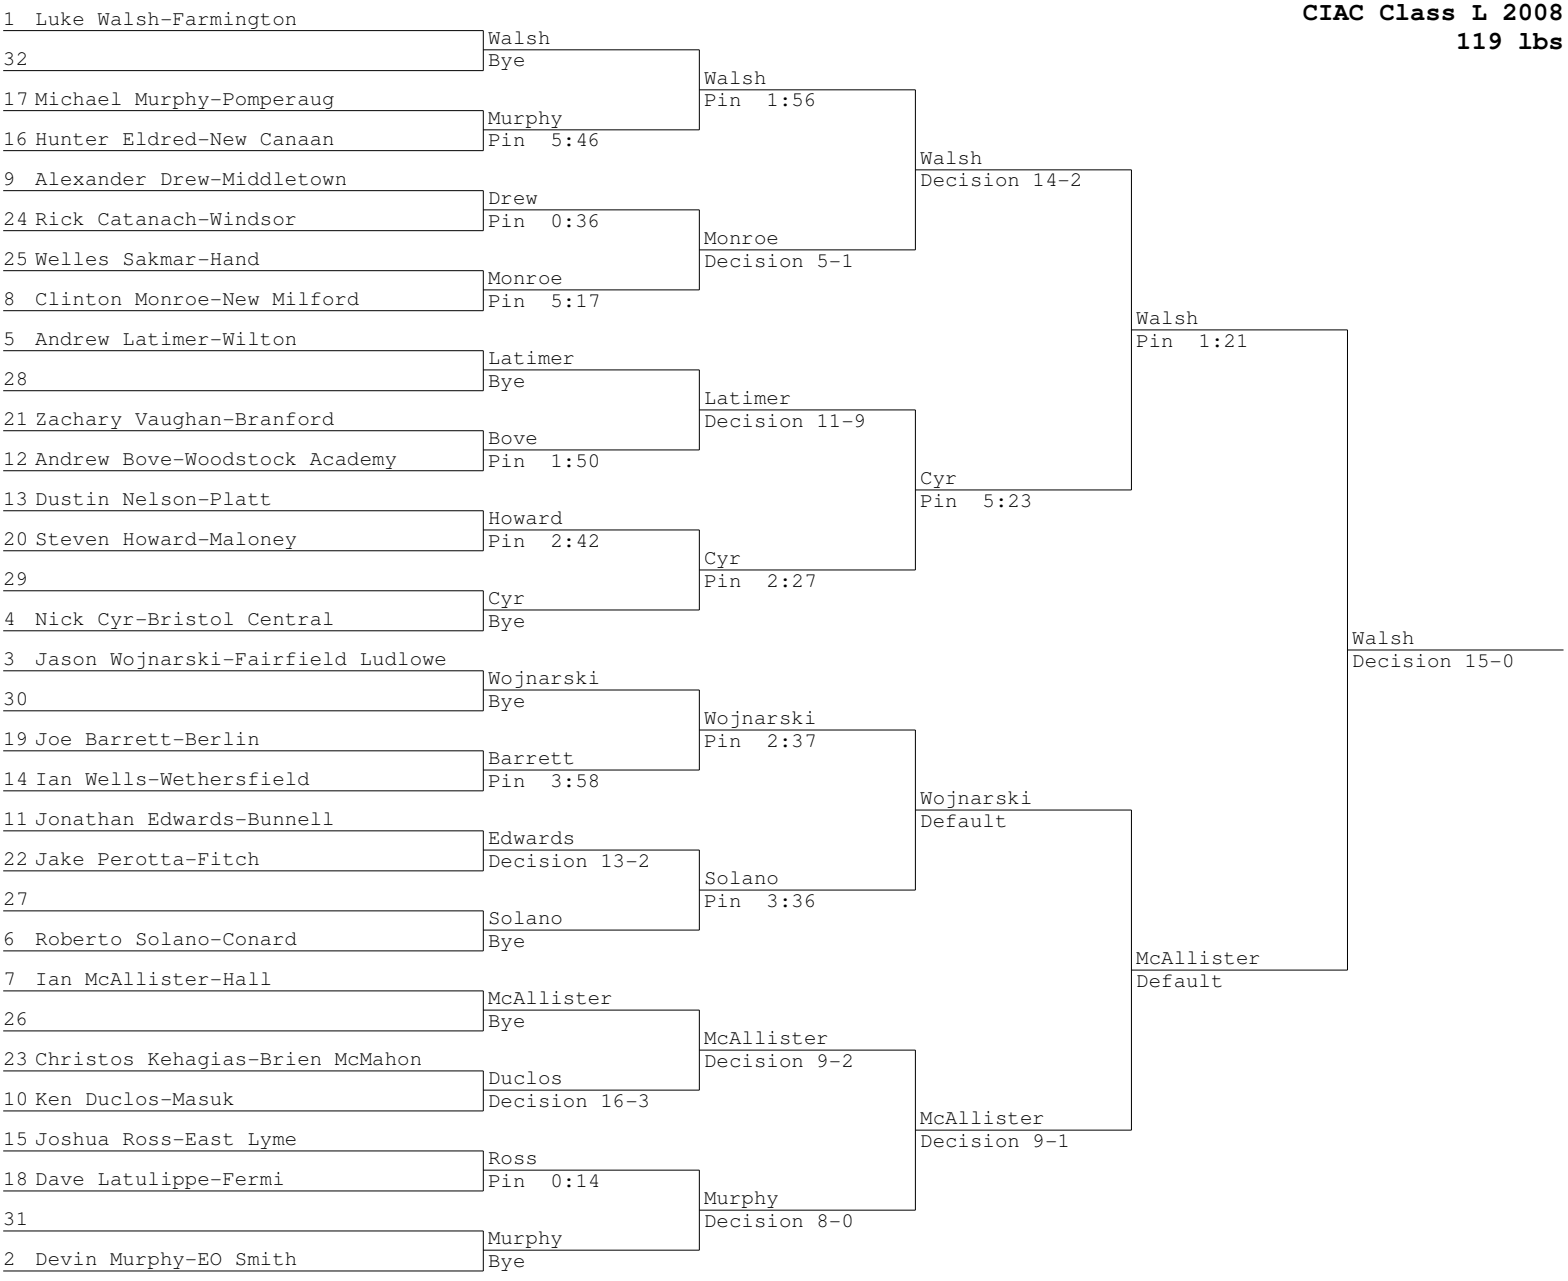 CIAC Class L 2008
119 lbs
1 Luke Walsh-Farmington
32
17 Michael Murphy-Pomperaug
16 Hunter Eldred-New Canaan
9 Alexander Drew-Middletown
24 Rick Catanach-Windsor
25 Welles Sakmar-Hand
8 Clinton Monroe-New Milford
5 Andrew Latimer-Wilton
28
21 Zachary Vaughan-Branford
12 Andrew Bove-Woodstock Academy
13 Dustin Nelson-Platt
20 Steven Howard-Maloney
29
4 Nick Cyr-Bristol Central
3 Jason Wojnarski-Fairfield Ludlowe
30
19 Joe Barrett-Berlin
14 Ian Wells-Wethersfield
11 Jonathan Edwards-Bunnell
22 Jake Perotta-Fitch
27
6 Roberto Solano-Conard
7 Ian McAllister-Hall
26
23 Christos Kehagias-Brien McMahon
10 Ken Duclos-Masuk
15 Joshua Ross-East Lyme
18 Dave Latulippe-Fermi
31
2 Devin Murphy-EO Smith
Walsh
Bye
Murphy
Pin 5:46
Drew
Pin 0:36
Monroe
Pin 5:17
Latimer
Bye
Bove
Pin 1:50
Howard
Pin 2:42
Cyr
Bye
Wojnarski
Bye
Barrett
Pin 3:58
Edwards
Decision 13-2
Solano
Bye
McAllister
Bye
Duclos
Decision 16-3
Ross
Pin 0:14
Murphy
Bye
Walsh
Pin 1:56
Monroe
Decision 5-1
Latimer
Decision 11-9
Cyr
Pin 2:27
Wojnarski
Pin 2:37
Solano
Pin 3:36
McAllister
Decision 9-2
Murphy
Decision 8-0
Walsh
Decision 14-2
Cyr
Pin 5:23
Wojnarski
Default
McAllister
Decision 9-1
Walsh
Pin 1:21
McAllister
Default
Walsh
Decision 15-0